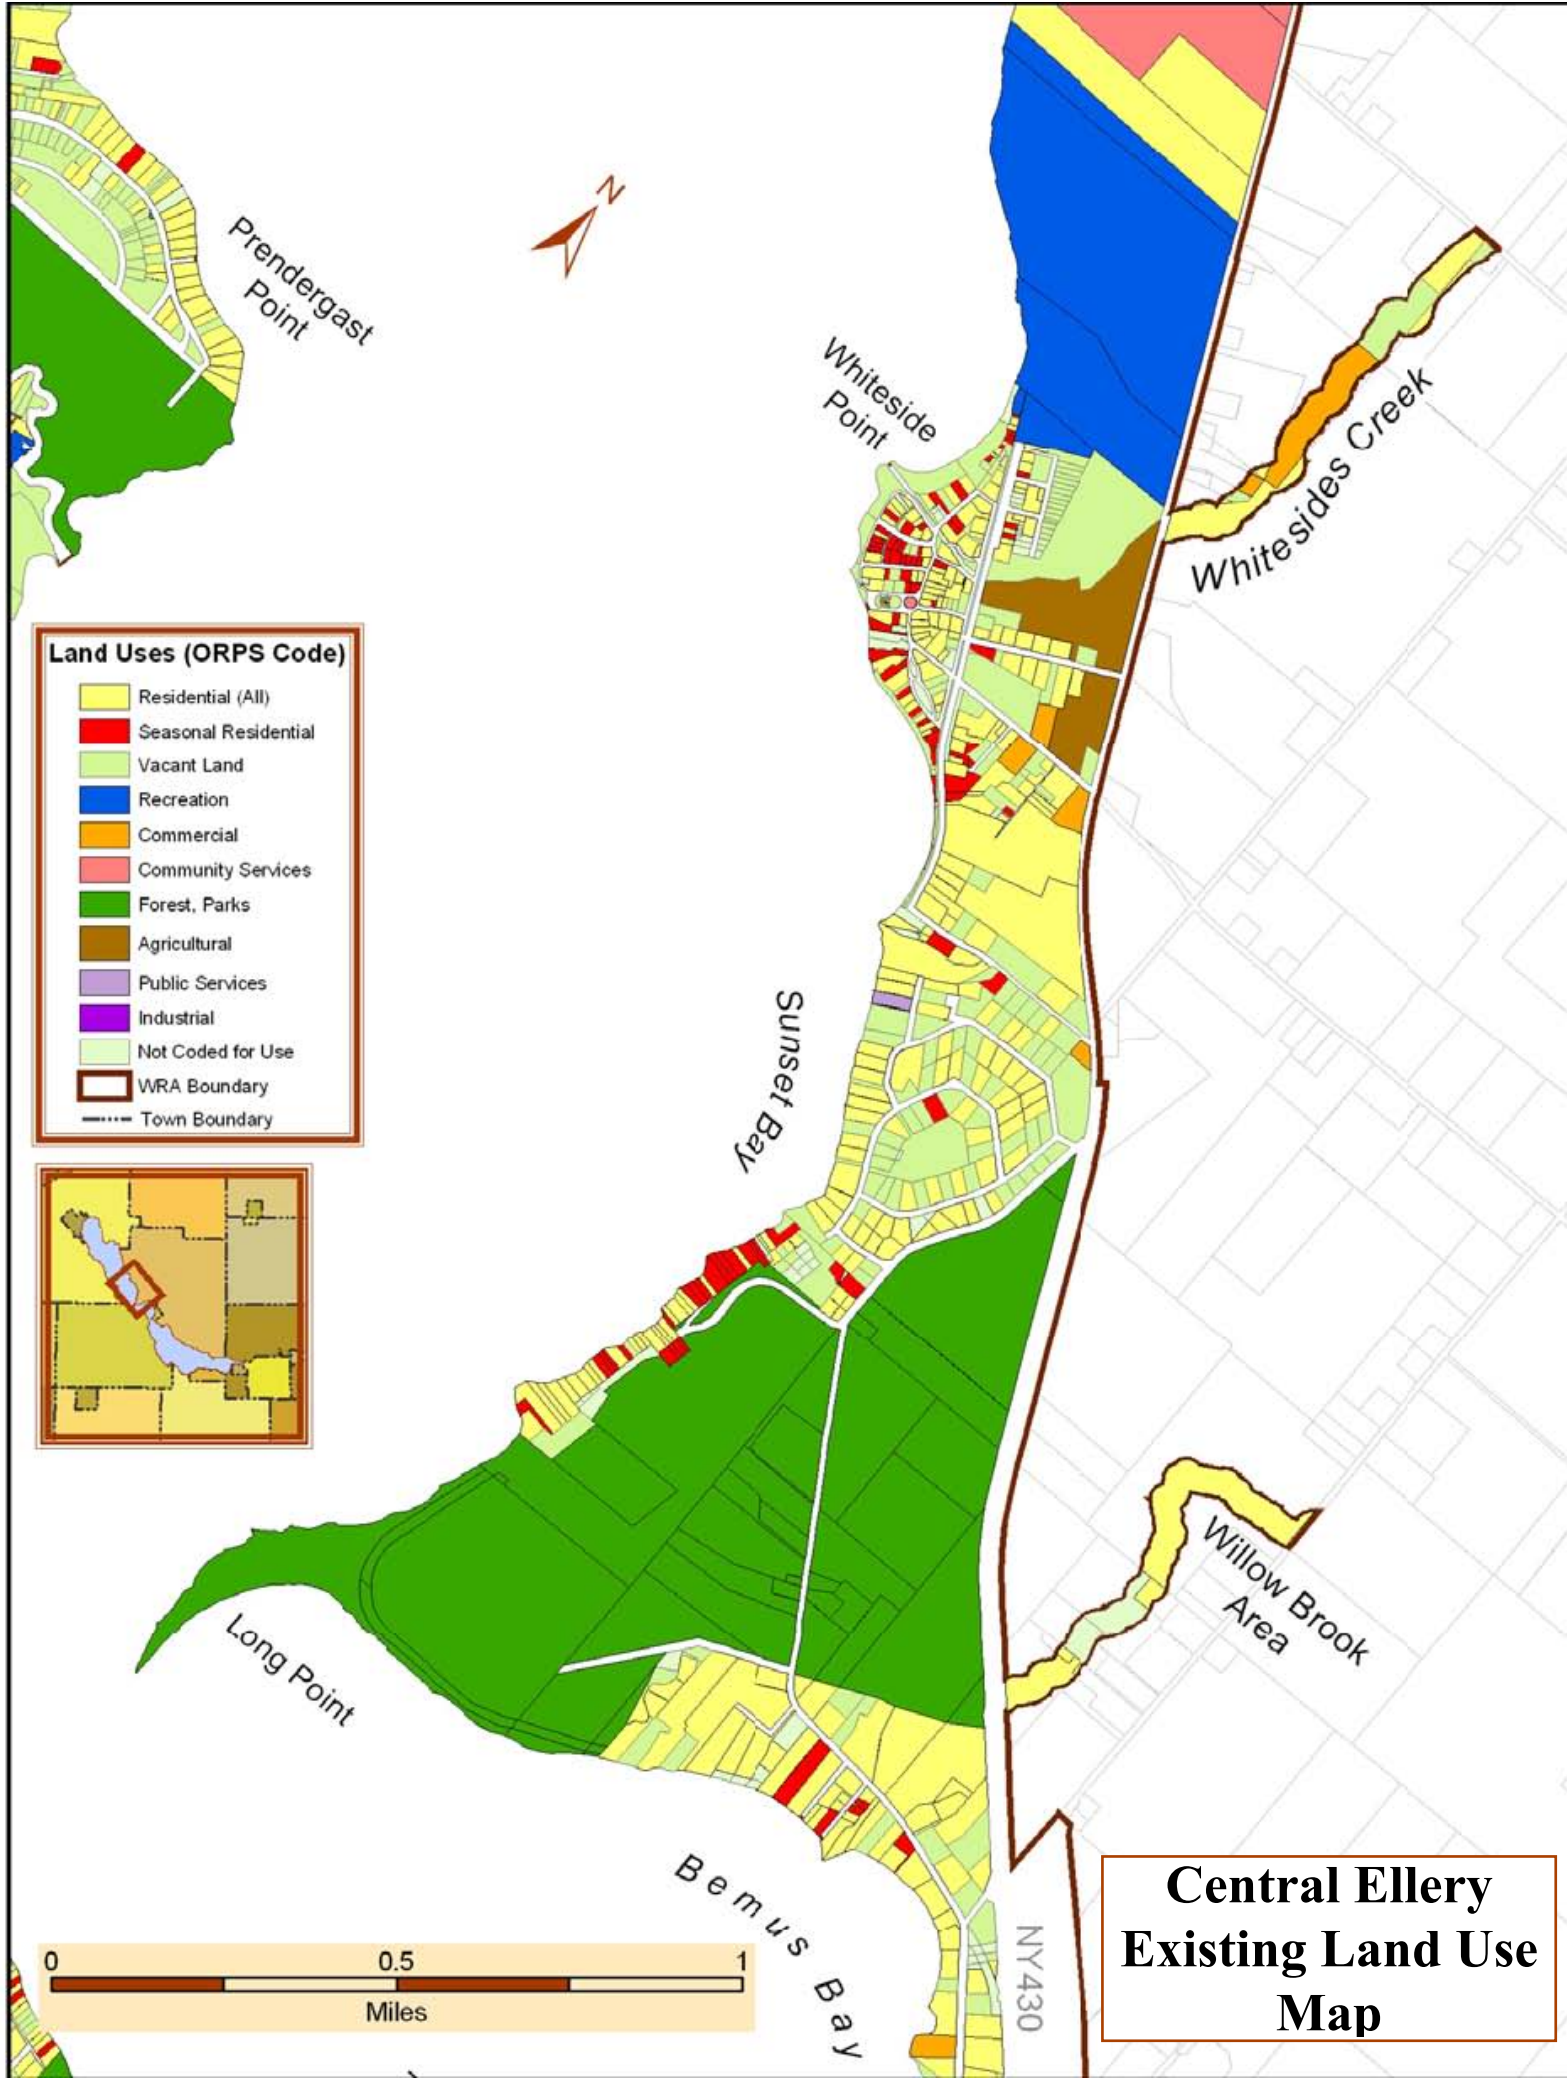 N
Prendergast
Point
Whiteside
Point
Whitesides Creek
Land Uses (ORPS Code)
Residential (All)
Seasonal Residential
Vacant Land
Recreation
Commercial
Community Services
Forest, Parks
Agricultural
Public Services
Industrial
Not Coded for Use
WRA Boundary
Town Boundary
Sunset Bay
Willow Brook
Area
Long Point
Bemus Bay
NY430
0 0.5 1
Miles
Central Ellery
Existing Land Use
Map